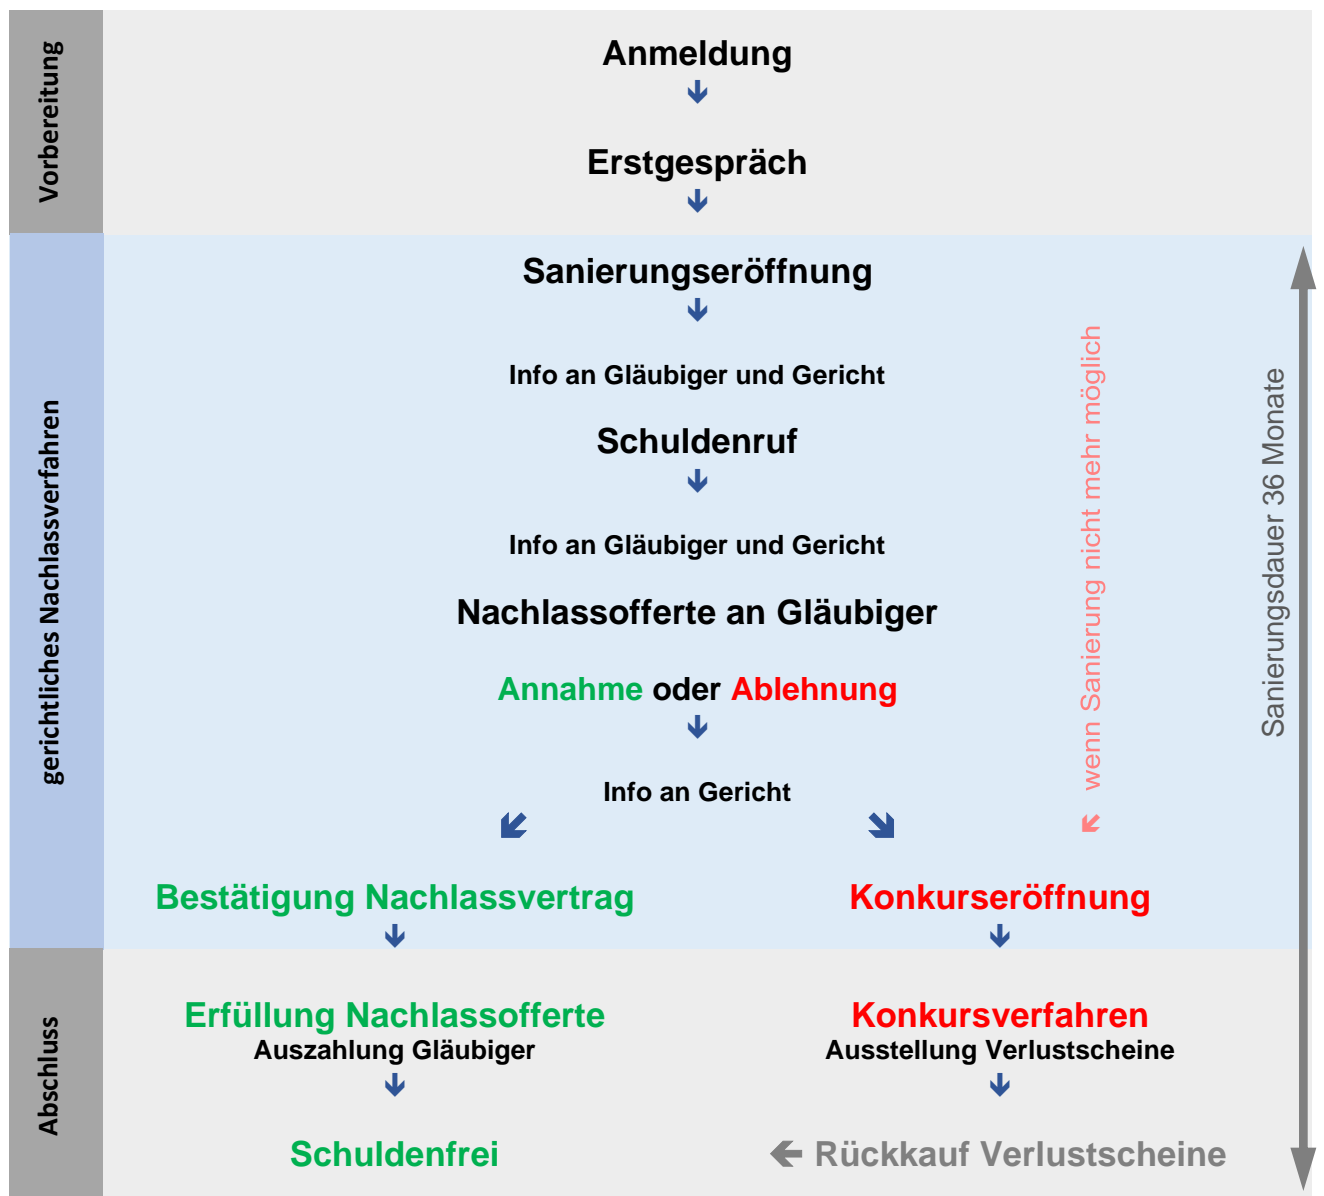 Vorbereitung
Anmeldung
Erstgespräch
gerichtliches Nachlassverfahren
Sanierungseröffnung
Info an Gläubiger und Gericht
Schuldenruf
Info an Gläubiger und Gericht
Nachlassofferte an Gläubiger
Annahme oder Ablehnung
Info an Gericht
wenn Sanierung nicht mehr möglich
Sanierungsdauer 36 Monate
Bestätigung Nachlassvertrag
Konkurseröffnung
Abschluss
Erfüllung Nachlassofferte
Auszahlung Gläubiger
Konkursverfahren
Ausstellung Verlustscheine
Schuldenfrei
Rückkauf Verlustscheine